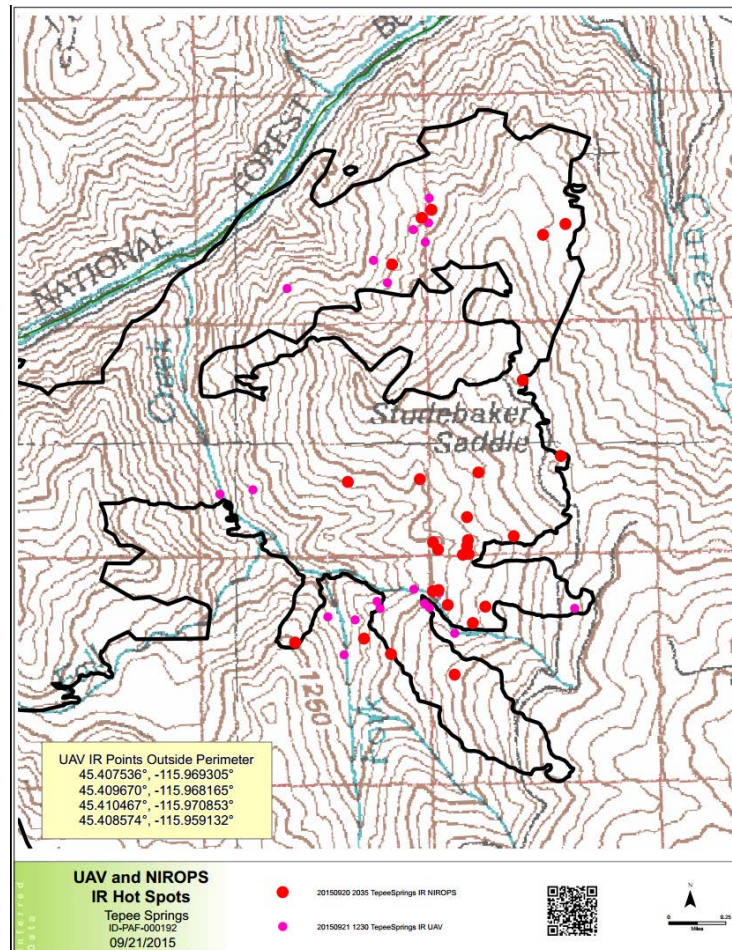 NATIONAL
FOREST
Carey
Creek
Studebaker
Saddle
1250
Fork
UAV IR Points Outside Perimeter
45.407536°, -115.969305°
45.409670°, -115.968165°
45.410467°, -115.970853°
45.408574°, -115.959132°
UAV and NIROPS
IR Hot Spots
Tepee Springs
ID-PAF-000192
09/21/2015
20150920 2035 TepeeSprings IR NIROPS
20150921 1230 TepeeSprings IR UAV
N
0 0.25
Miles